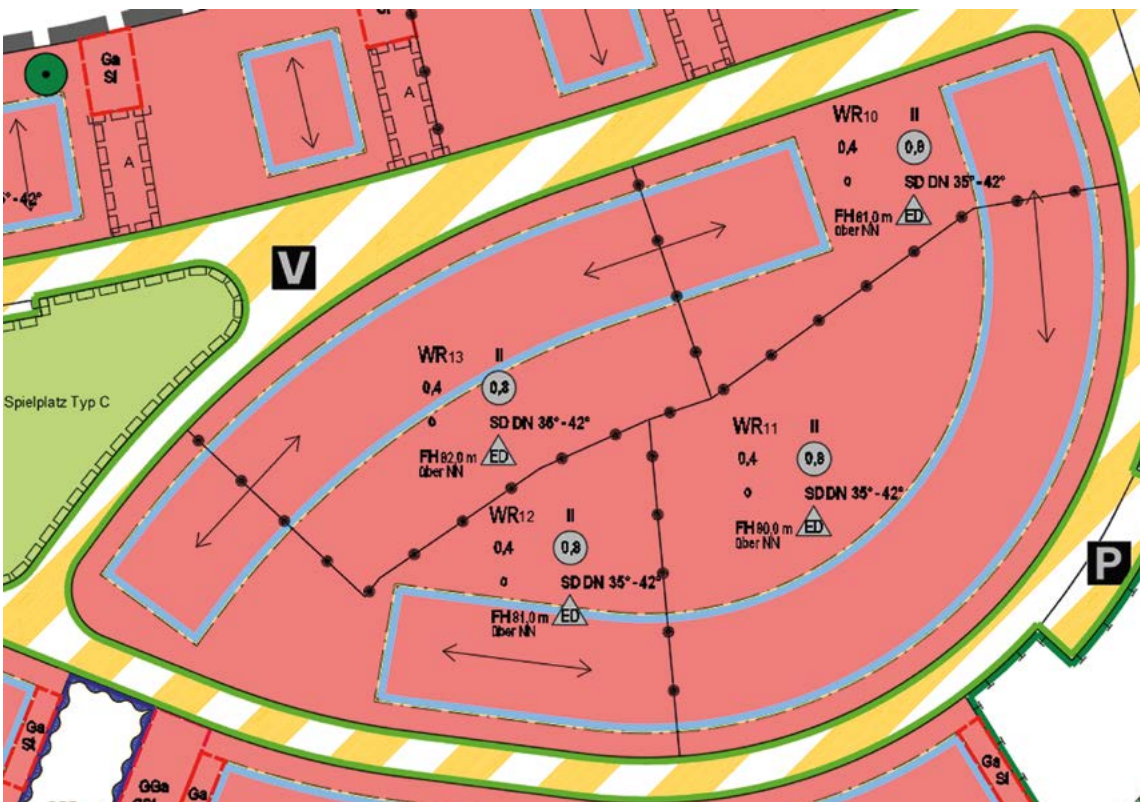 Ga
SI
A
A
WR10 II
0,4 0,8
o SD DN 35°-42°
FH 81,0 m ED
über NN
5°-42°
V
Spielplatz Typ C
WR13 II
0,4 0,8
o SD DN 35°-42°
FH 82,0 m ED
über NN
WR11 II
0,4 0,8
o SD DN 35°-42°
FH 80,0 m ED
über NN
WR12 II
0,4 0,8
o SD DN 35°-42°
FH 81,0 m ED
über NN
P
Ga
St
GGa
Ga
Ga
St